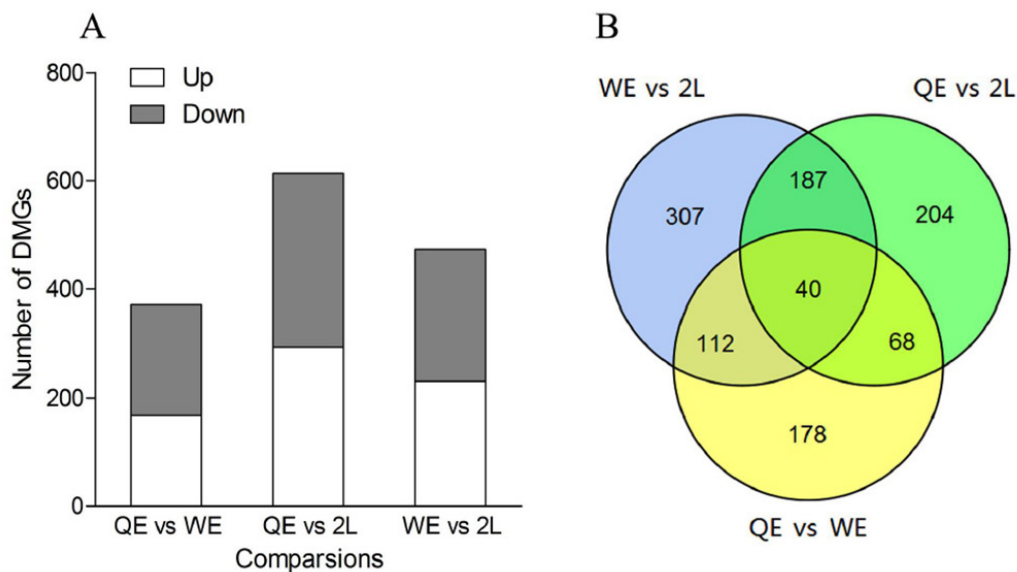 A
800
600
400
200
0
Number of DMGs
Up
Down
QE vs WE
QE vs 2L
WE vs 2L
Comparsions
B
WE vs 2L
QE vs 2L
187
307
204
40
112
68
178
QE vs WE